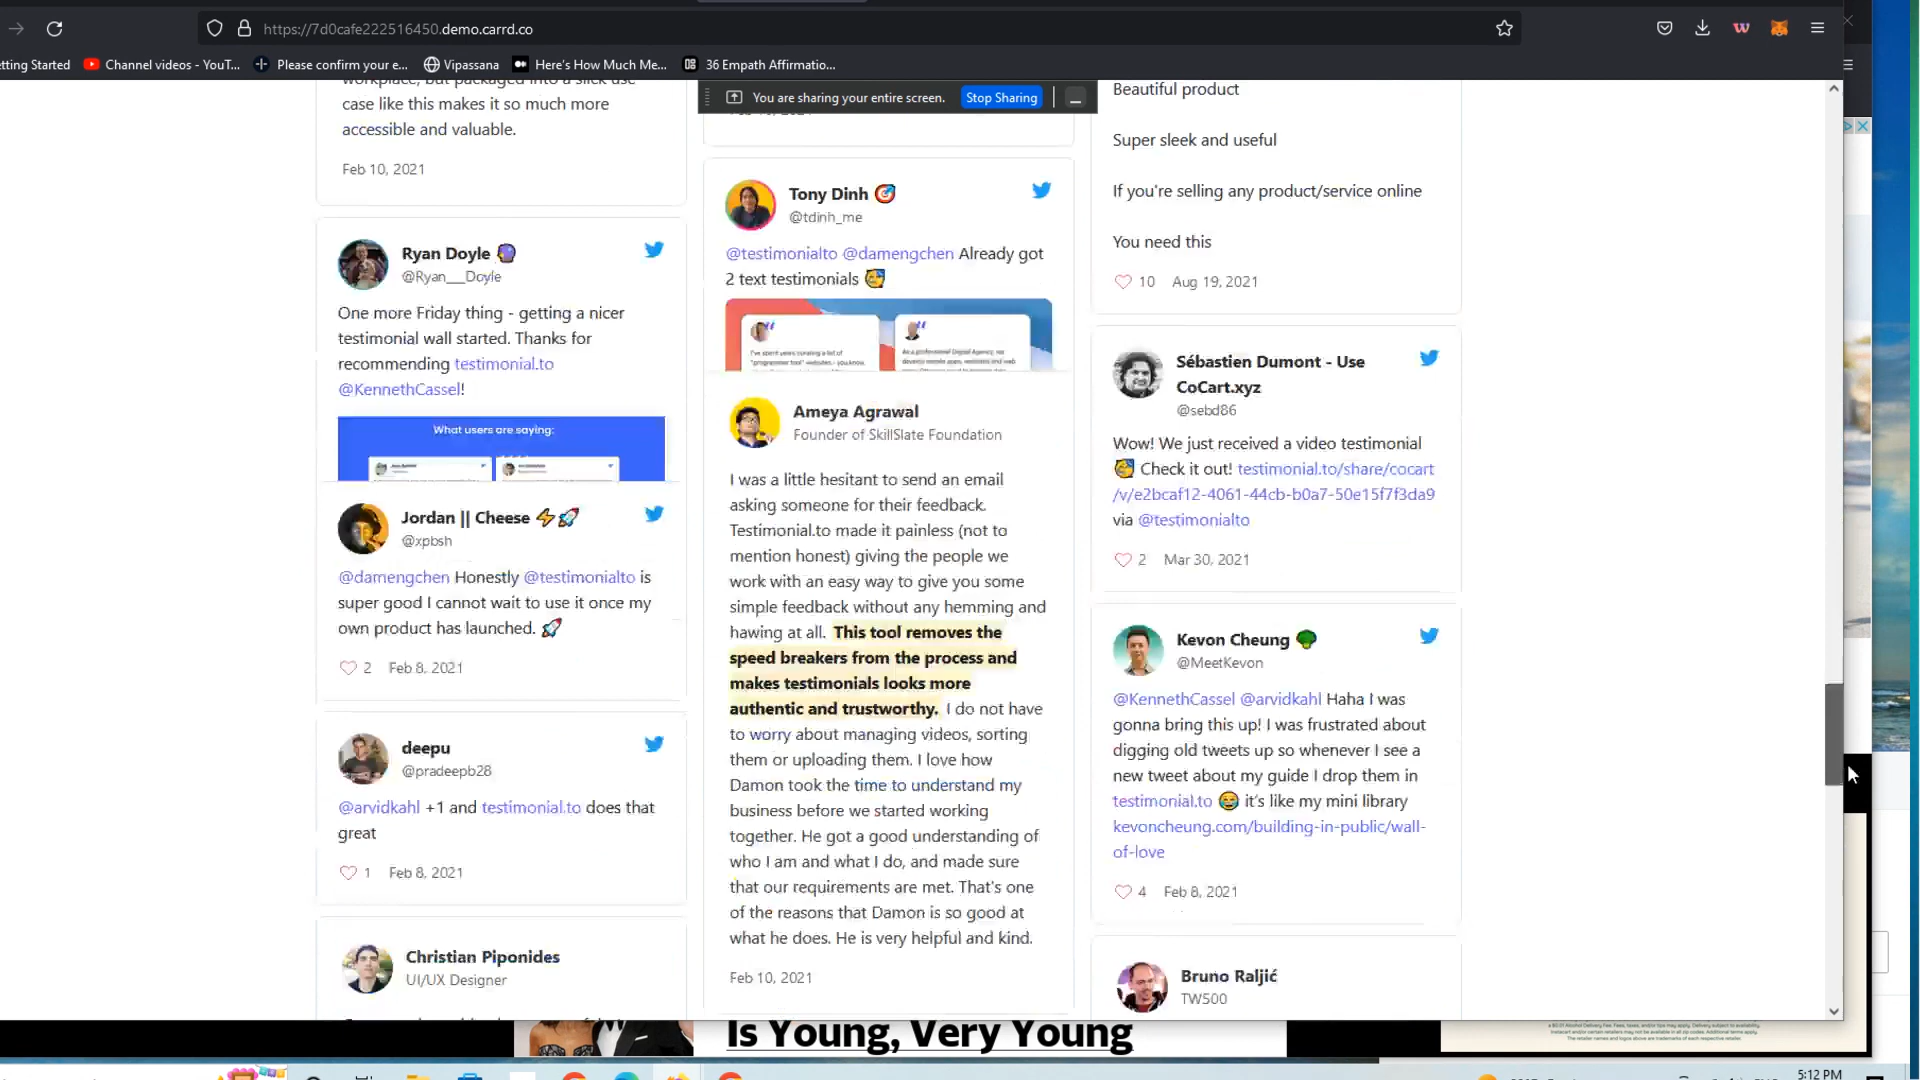 https://7d0cafe222516450.demo.carrd.co
etting Started
Channel videos - YouT...
Please confirm your e...
Vipassana
Here's How Much Me...
36 Empath Affirmatio...
You are sharing your entire screen.
Stop Sharing
case like this makes it so much more
accessible and valuable.
Feb 10, 2021
Ryan Doyle
@Ryan__Doyle
One more Friday thing - getting a nicer
testimonial wall started. Thanks for
recommending testimonial.to
@KennethCassel!
What users are saying:
Jordan || Cheese
@xpbsh
@damengchen Honestly @testimonialto is
super good I cannot wait to use it once my
own product has launched.
2 Feb 8, 2021
deepu
@pradeepb28
@arvidkahl +1 and testimonial.to does that
great
1 Feb 8, 2021
Christian Piponides
UI/UX Designer
Tony Dinh
@tdinh_me
@testimonialto @damengchen Already got
2 text testimonials
Ameya Agrawal
Founder of SkillSlate Foundation
I was a little hesitant to send an email
asking someone for their feedback.
Testimonial.to made it painless (not to
mention honest) giving the people we
work with an easy way to give you some
simple feedback without any hemming and
hawing at all. This tool removes the
speed breakers from the process and
makes testimonials looks more
authentic and trustworthy. I do not have
to worry about managing videos, sorting
them or uploading them. I love how
Damon took the time to understand my
business before we started working
together. He got a good understanding of
who I am and what I do, and made sure
that our requirements are met. That's one
of the reasons that Damon is so good at
what he does. He is very helpful and kind.
Feb 10, 2021
Beautiful product
Super sleek and useful
If you're selling any product/service online
You need this
10 Aug 19, 2021
Sébastien Dumont - Use
CoCart.xyz
@sebd86
Wow! We just received a video testimonial
Check it out! testimonial.to/share/cocart
/v/e2bcaf12-4061-44cb-b0a7-50e15f7f3da9
via @testimonialto
2 Mar 30, 2021
Kevon Cheung
@MeetKevon
@KennethCassel @arvidkahl Haha I was
gonna bring this up! I was frustrated about
digging old tweets up so whenever I see a
new tweet about my guide I drop them in
testimonial.to it's like my mini library
kevoncheung.com/building-in-public/wall-
of-love
4 Feb 8, 2021
Bruno Raljić
TW500
Is Young, Very Young
5:12 PM